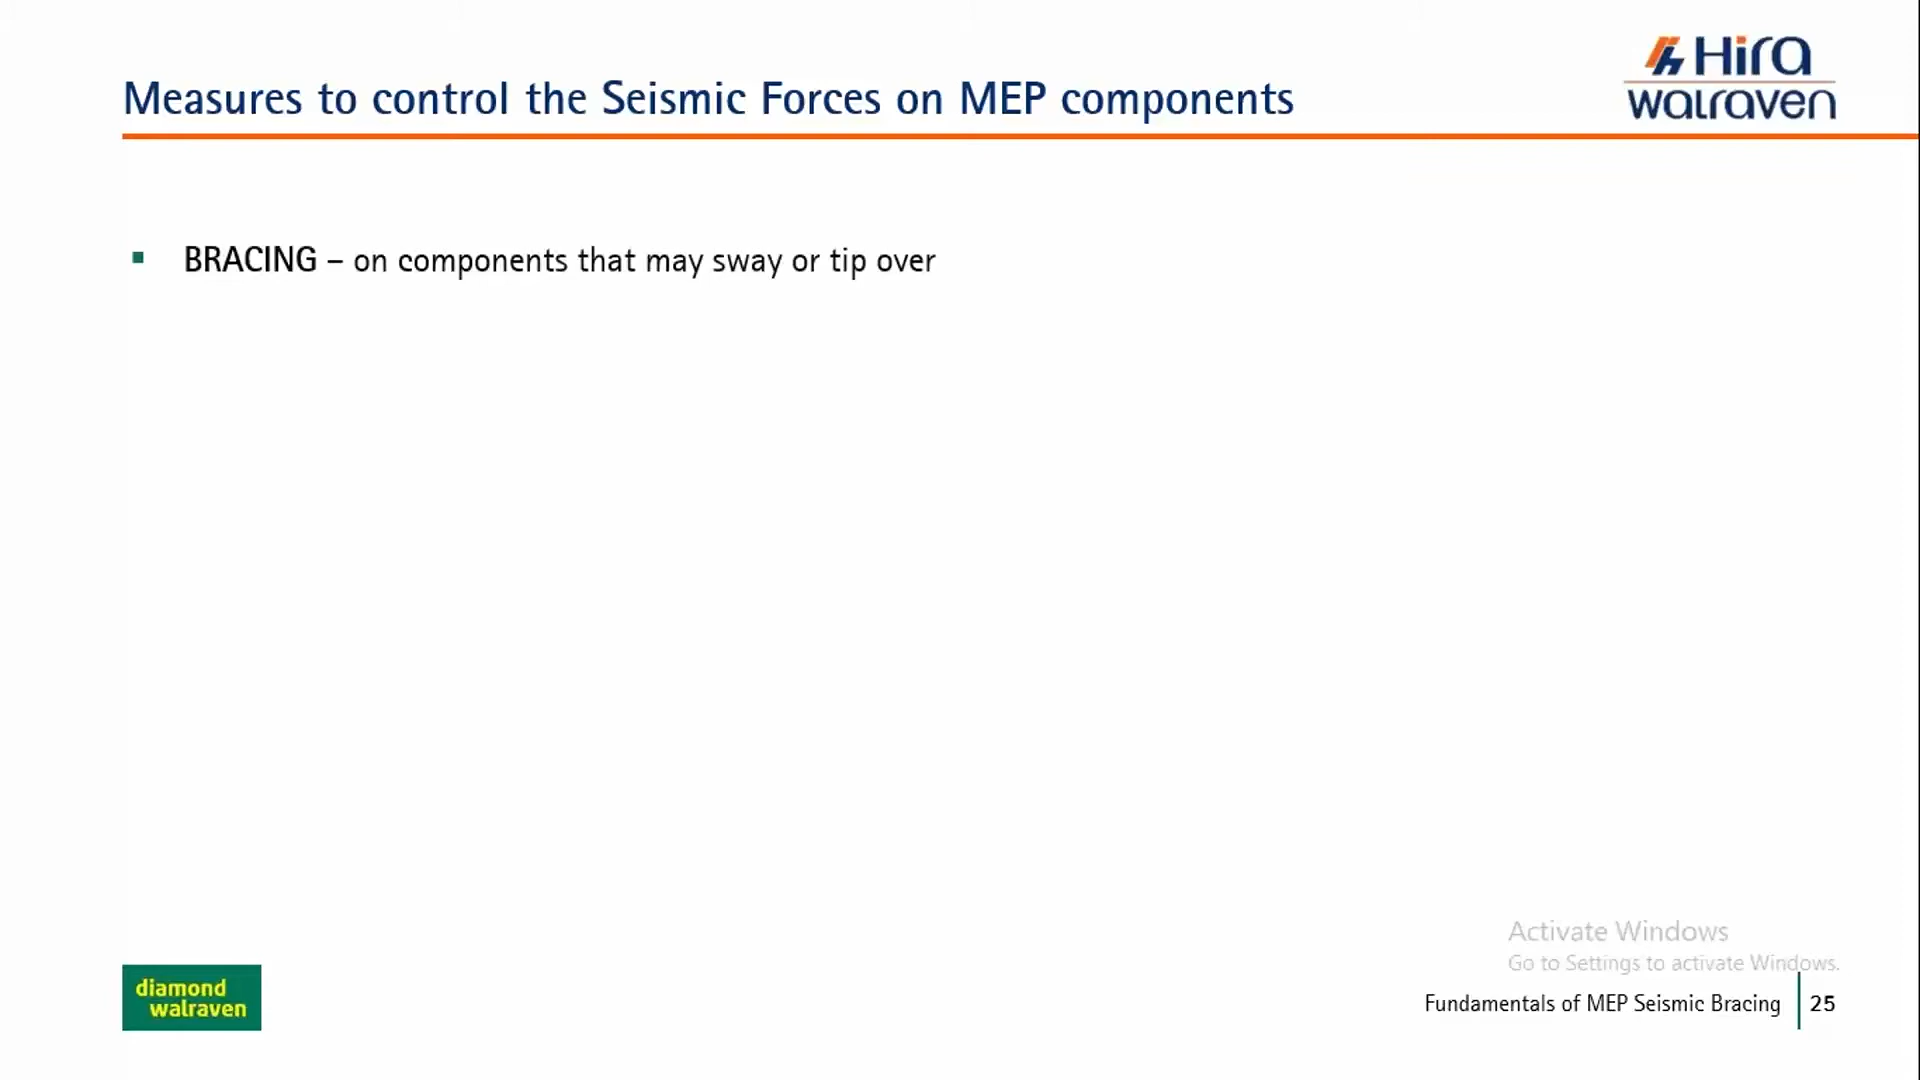 Hira
walraven
Measures to control the Seismic Forces on MEP components
BRACING – on components that may sway or tip over
Activate Windows
Go to Settings to activate Windows.
diamond
walraven
Fundamentals of MEP Seismic Bracing 25